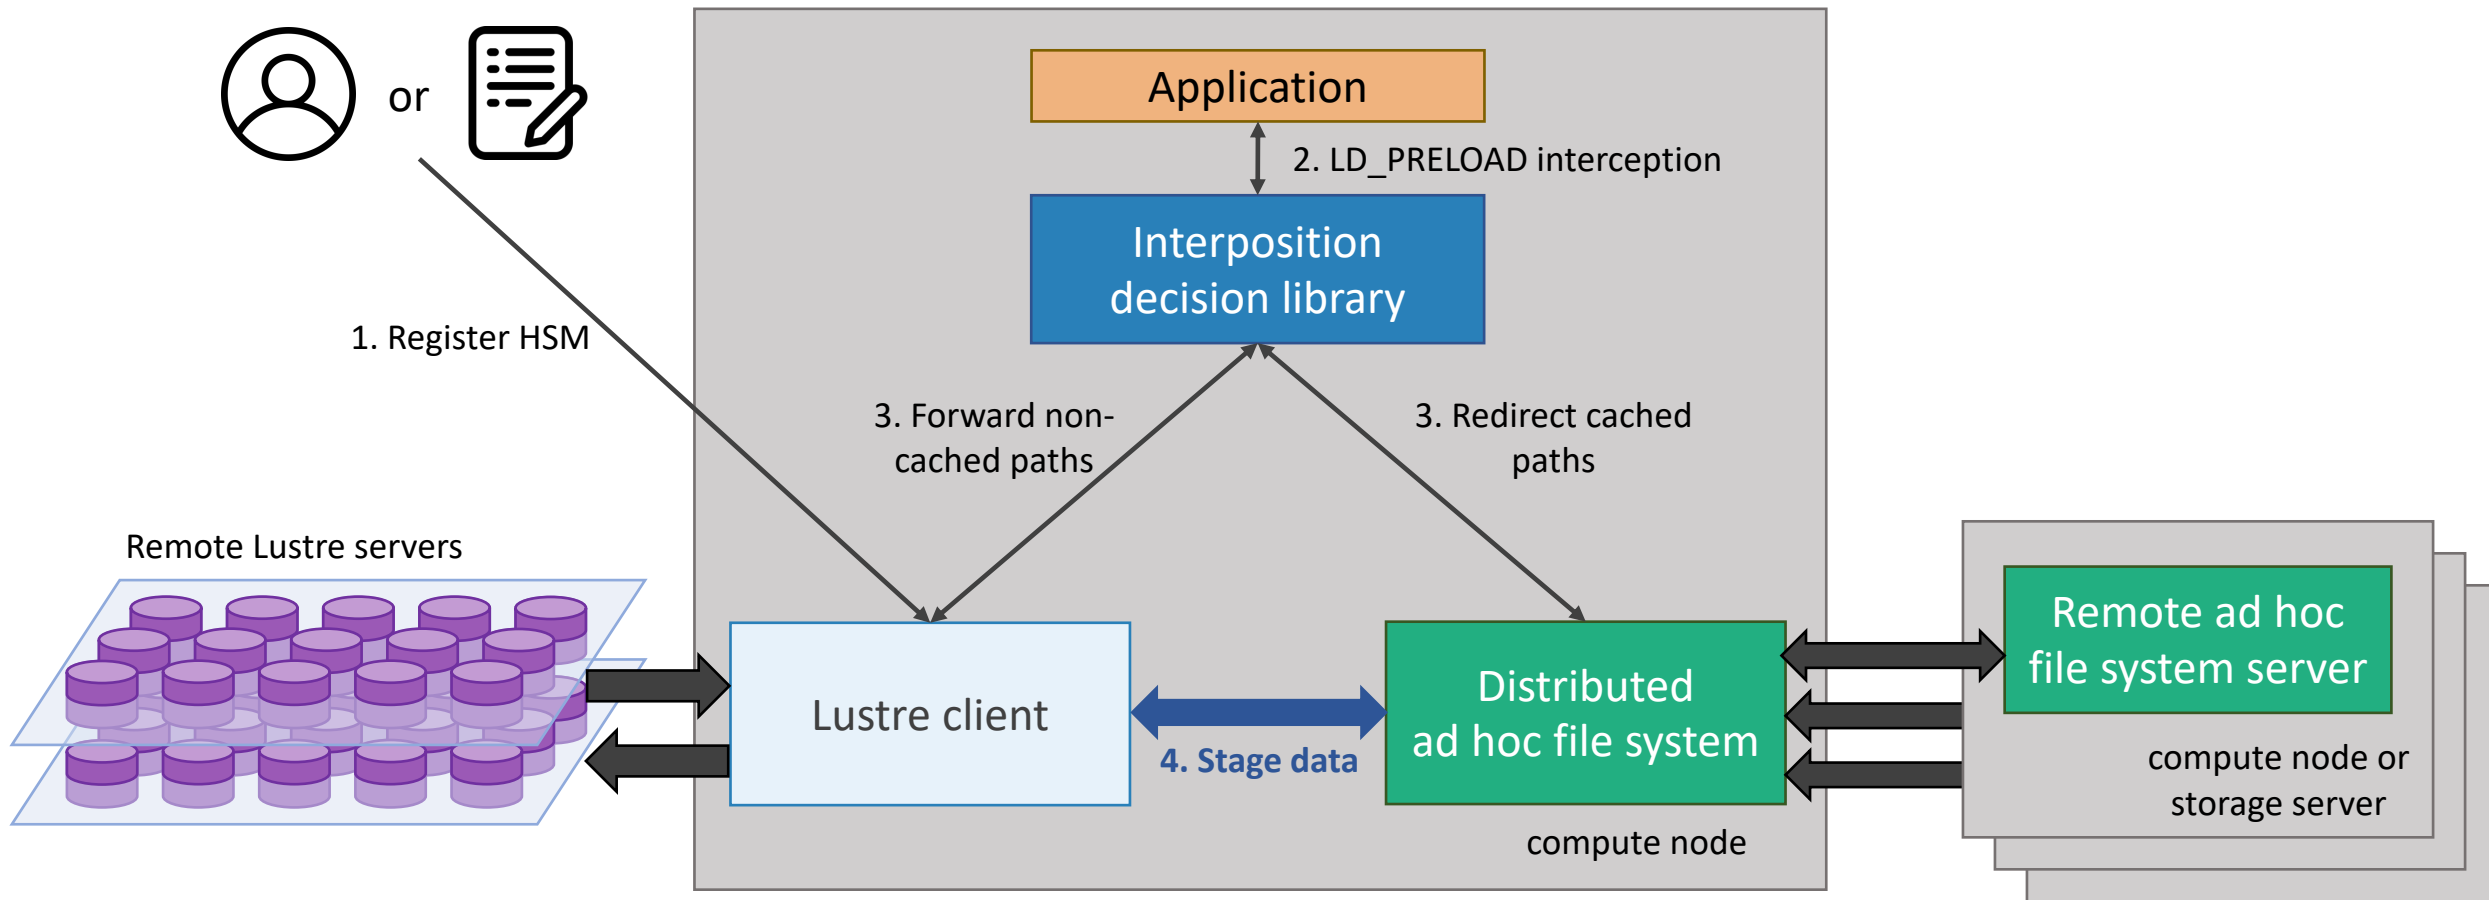 or
Application
2. LD_PRELOAD interception
Interposition
decision library
1. Register HSM
3. Forward non-
cached paths
3. Redirect cached
paths
Remote Lustre servers
Lustre client
4. Stage data
Distributed
ad hoc file system
compute node
Remote ad hoc
file system server
compute node or
storage server